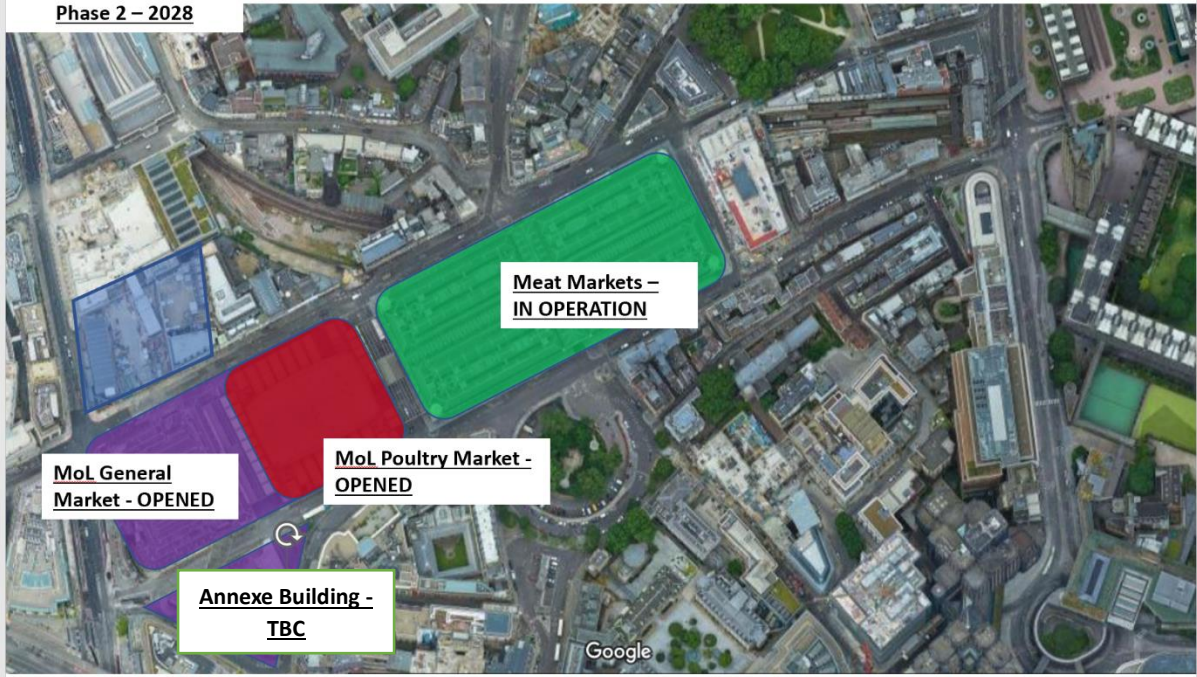 Phase 2 – 2028
Meat Markets –
IN OPERATION
MoL General
Market - OPENED
MoL Poultry Market -
OPENED
Annexe Building -
TBC
Google